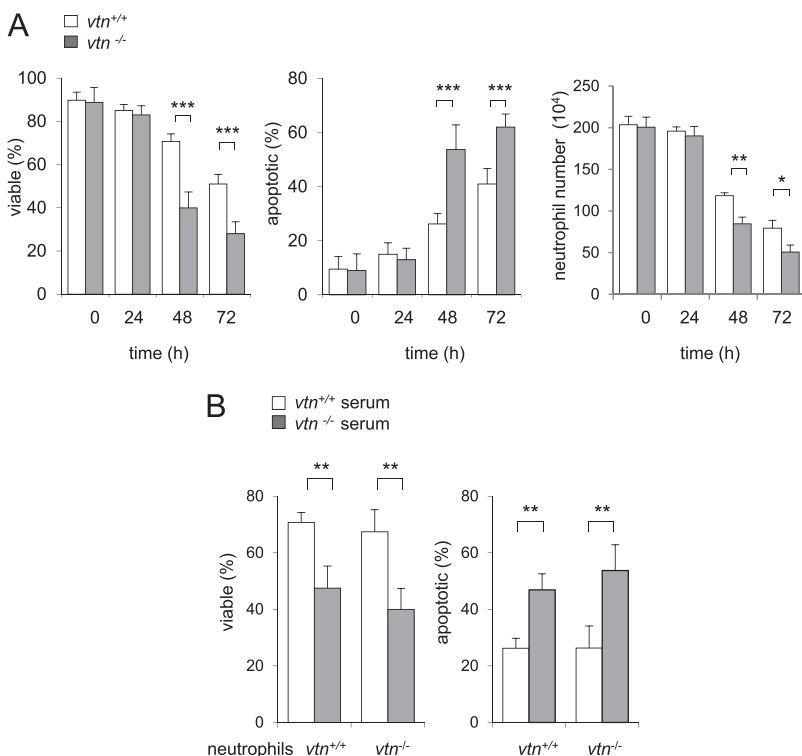 A
vtn+/+
vtn -/-
100
80
60
40
20
0
viable (%)
***
***
0 24 48 72
time (h)
80
60
40
20
0
apoptotic (%)
***
***
0 24 48 72
time (h)
250
200
150
100
50
0
neutrophil number (10⁴)
**
*
0 24 48 72
time (h)
B
vtn+/+ serum
vtn -/- serum
80
60
40
20
0
viable (%)
**
**
80
60
40
20
0
apoptotic (%)
**
**
neutrophils vtn+/+ vtn-/- vtn+/+ vtn-/-